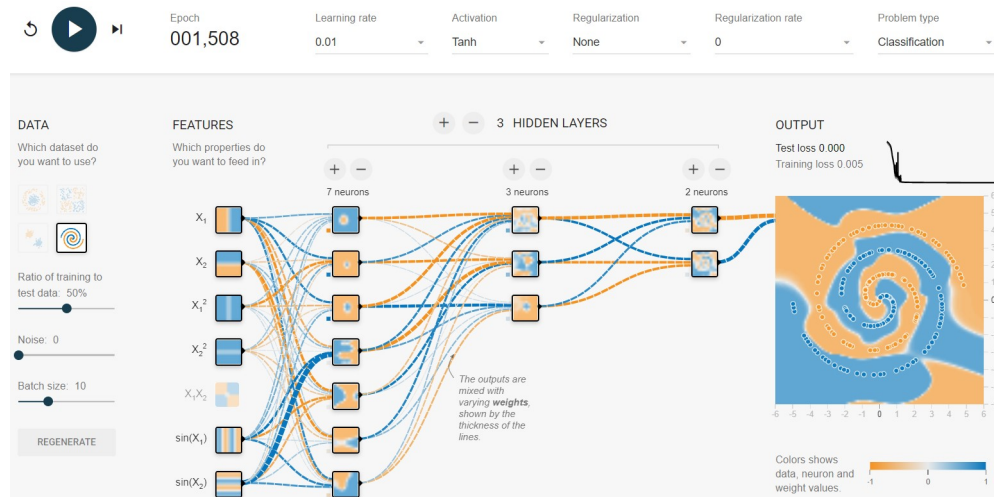 Epoch
001,508
Learning rate
0.01
Activation
Tanh
Regularization
None
Regularization rate
0
Problem type
Classification
DATA
Which dataset do
you want to use?
Ratio of training to
test data: 50%
Noise: 0
Batch size: 10
REGENERATE
FEATURES
Which properties do
you want to feed in?
X₁
X₂
X₁²
X₂²
X₁X₂
sin(X₁)
sin(X₂)
+ − 3 HIDDEN LAYERS
+ −
7 neurons
+ −
3 neurons
+ −
2 neurons
The outputs are
mixed with
varying weights,
shown by the
thickness of the
lines.
OUTPUT
Test loss 0.000
Training loss 0.005
-6 -5 -4 -3 -2 -1 0 1 2 3 4 5 6
Colors shows
data, neuron and
weight values.
-1 0 1